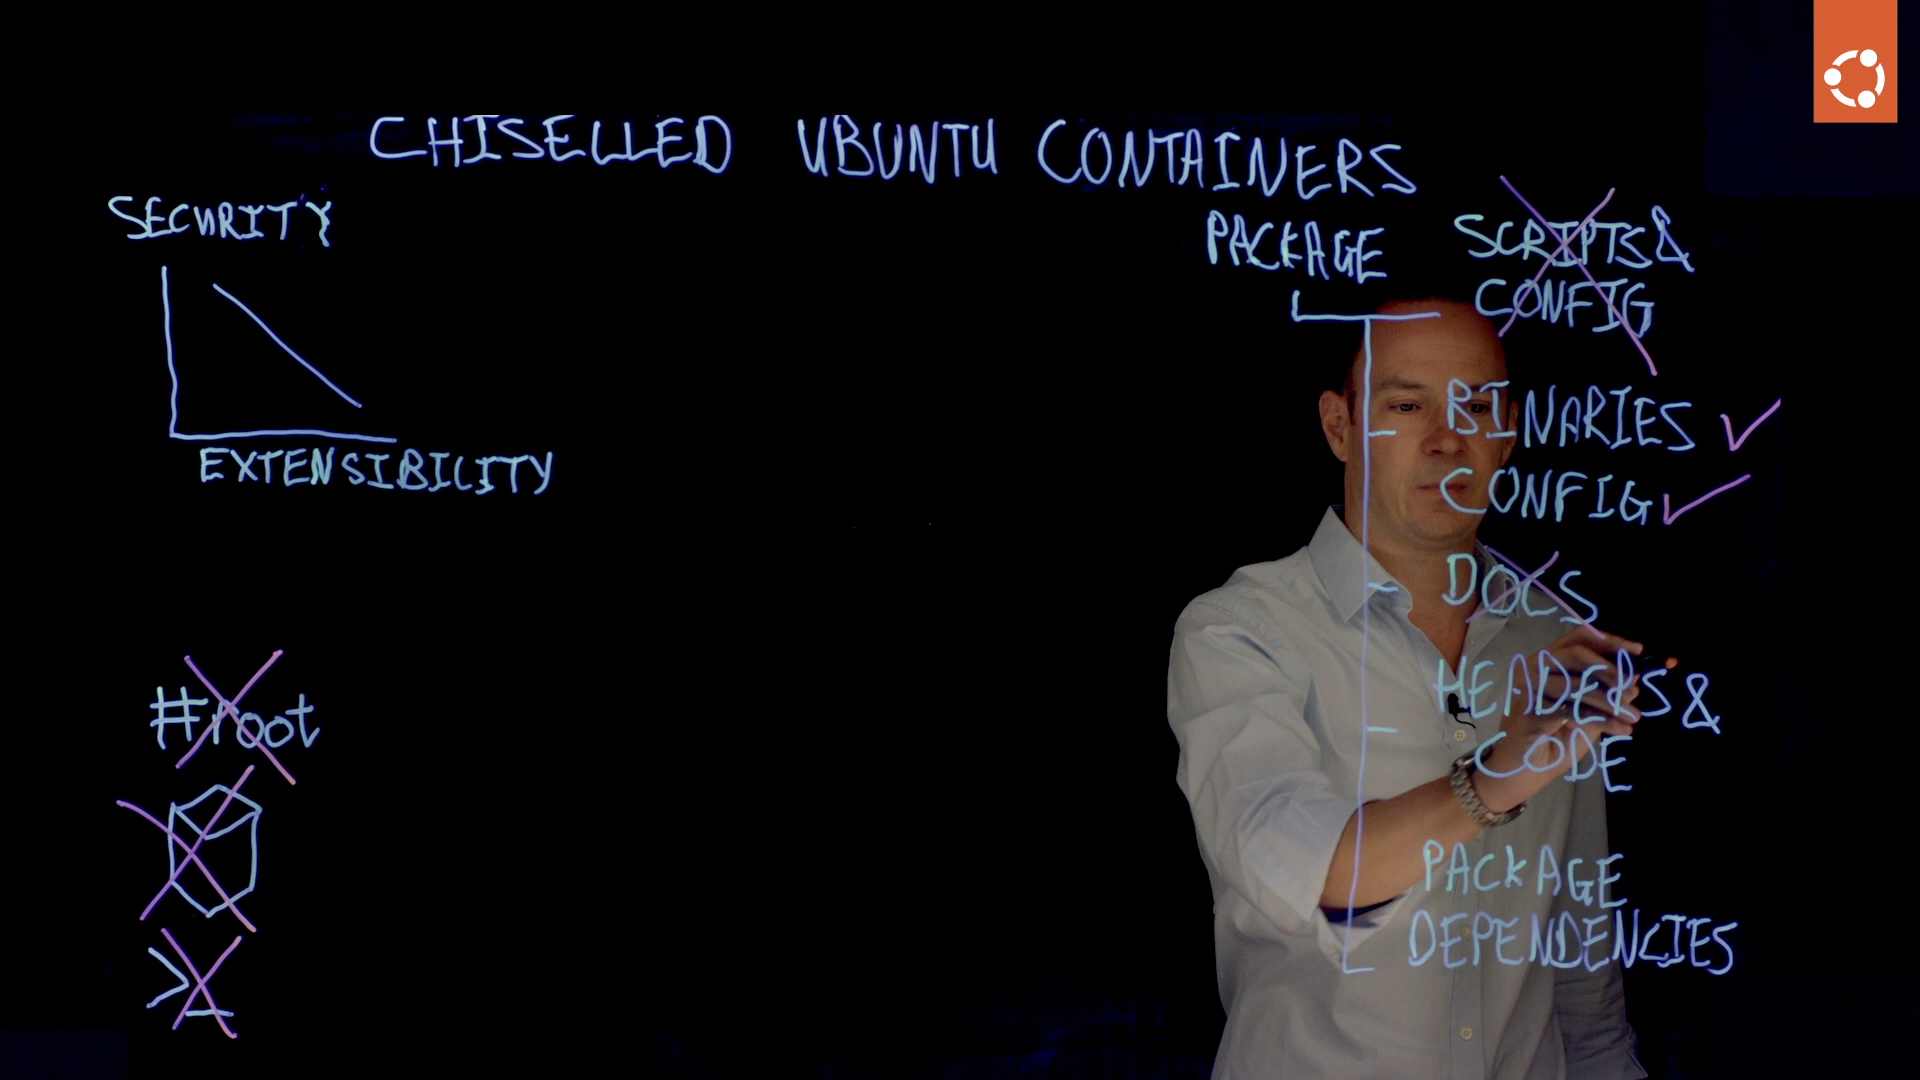 CHISELLED UBUNTU CONTAINERS
SECURITY
EXTENSIBILITY
#root
>_
PACKAGE
SCRIPTS &
CONFIG
BINARIES ✓
CONFIG ✓
DOCS
HEADERS &
CODE
PACKAGE
DEPENDENCIES